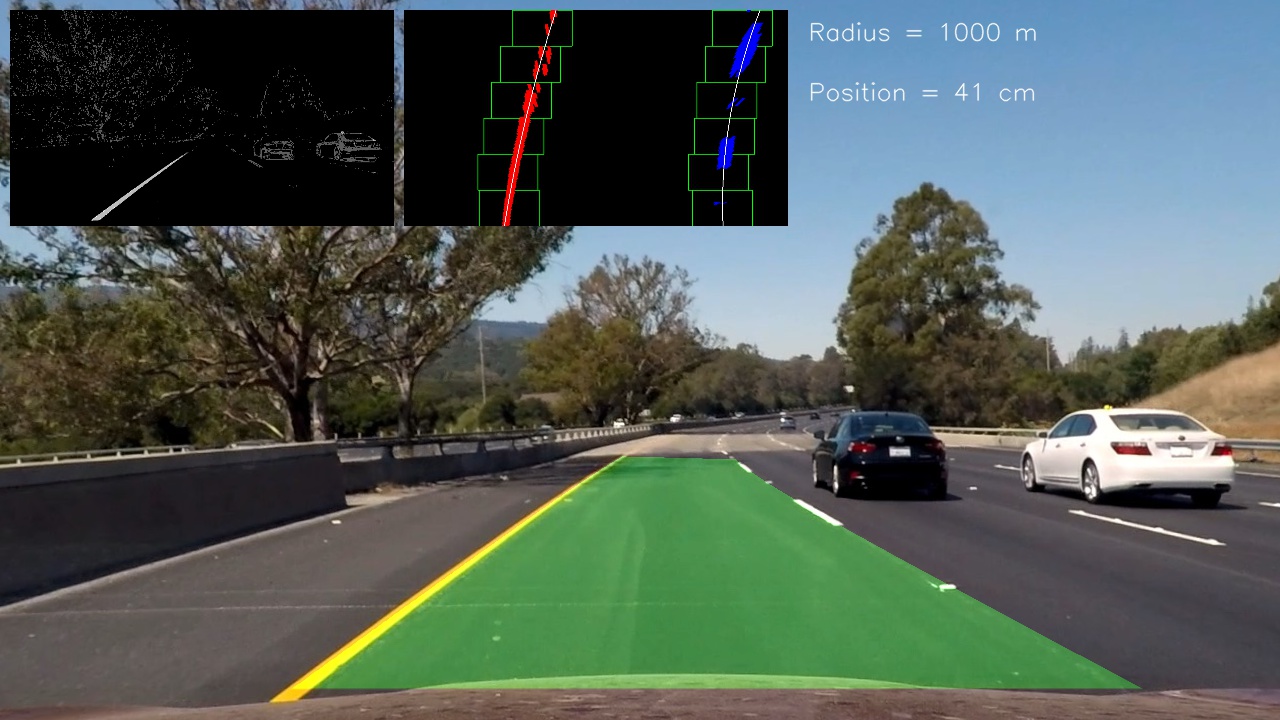 Radius = 1000 m
Position = 41 cm